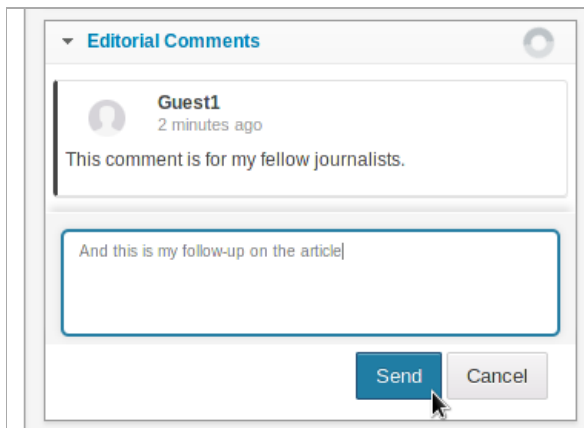 Editorial Comments
Guest1
2 minutes ago
This comment is for my fellow journalists.
And this is my follow-up on the article
Send Cancel